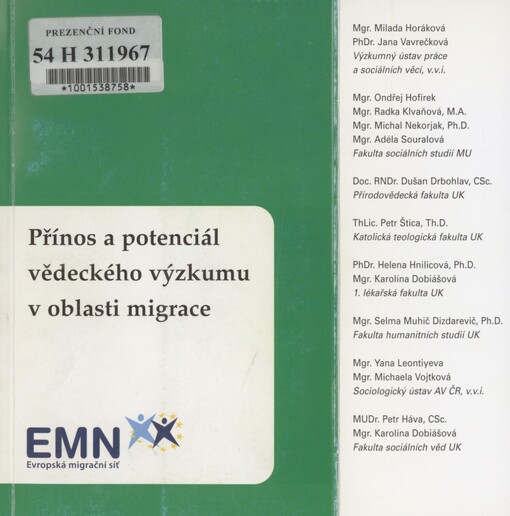 PREZENČNÍ FOND
54 H 311967
*1001538758*
Přínos a potenciál
vědeckého výzkumu
v oblasti migrace
EMN
Evropská migrační síť
Mgr. Milada Horáková
PhDr. Jana Vavrečková
Výzkumný ústav práce
a sociálních věcí, v.v.i.
Mgr. Ondřej Hofírek
Mgr. Radka Klvaňová, M.A.
Mgr. Michal Nekorjak, Ph.D.
Mgr. Adéla Souralová
Fakulta sociálních studií MU
Doc. RNDr. Dušan Drbohlav, CSc.
Přírodovědecká fakulta UK
ThLic. Petr Štica, Th.D.
Katolická teologická fakulta UK
PhDr. Helena Hnilicová, Ph.D.
Mgr. Karolína Dobiášová
1. lékařská fakulta UK
Mgr. Selma Muhič Dizdarevič, Ph.D.
Fakulta humanitních studií UK
Mgr. Yana Leontiyeva
Mgr. Michaela Vojtková
Sociologický ústav AV ČR, v.v.i.
MUDr. Petr Háva, CSc.
Mgr. Karolína Dobiášová
Fakulta sociálních věd UK